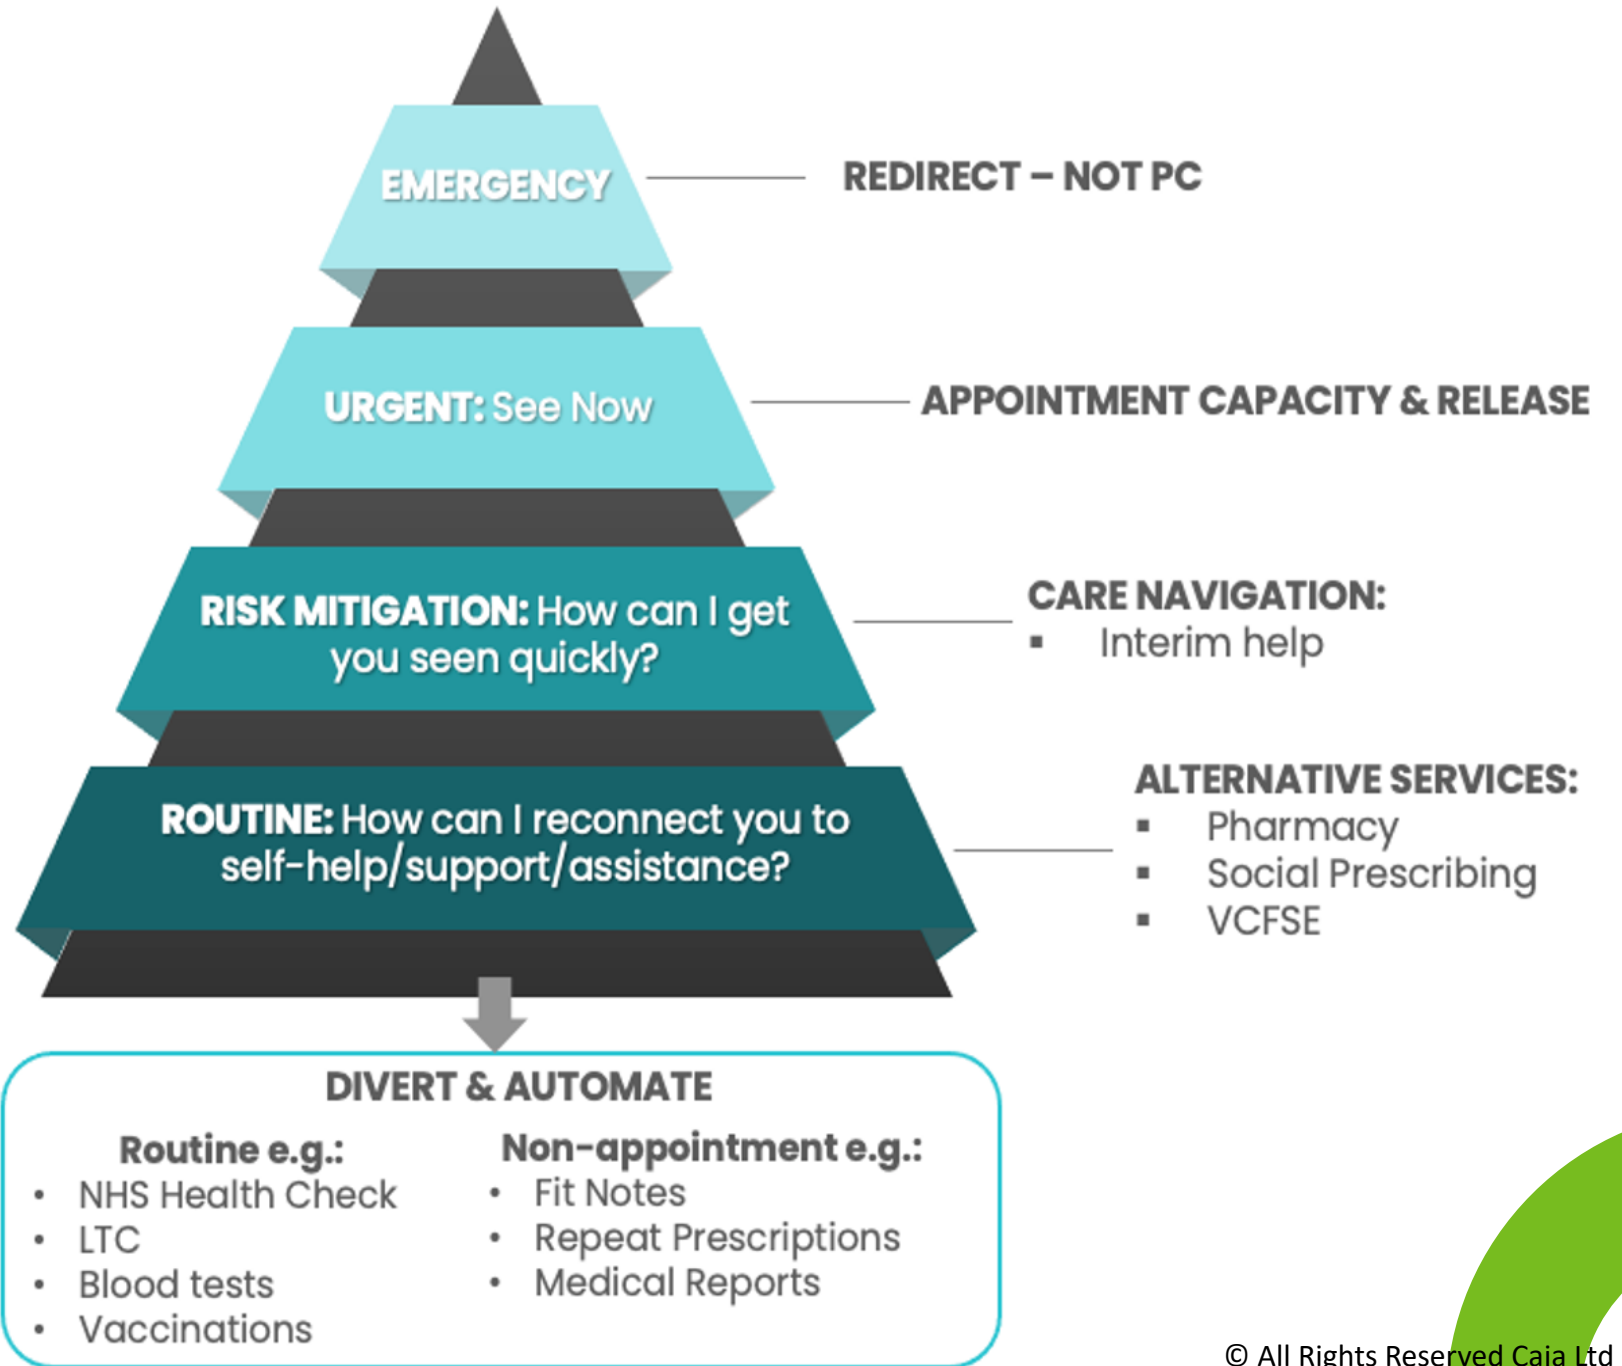 EMERGENCY
REDIRECT – NOT PC
URGENT: See Now
APPOINTMENT CAPACITY & RELEASE
RISK MITIGATION: How can I get
you seen quickly?
CARE NAVIGATION:
▪ Interim help
ROUTINE: How can I reconnect you to
self-help/support/assistance?
ALTERNATIVE SERVICES:
▪ Pharmacy
▪ Social Prescribing
▪ VCFSE
DIVERT & AUTOMATE
Routine e.g.:
• NHS Health Check
• LTC
• Blood tests
• Vaccinations
Non-appointment e.g.:
• Fit Notes
• Repeat Prescriptions
• Medical Reports
© All Rights Reserved Caja Ltd